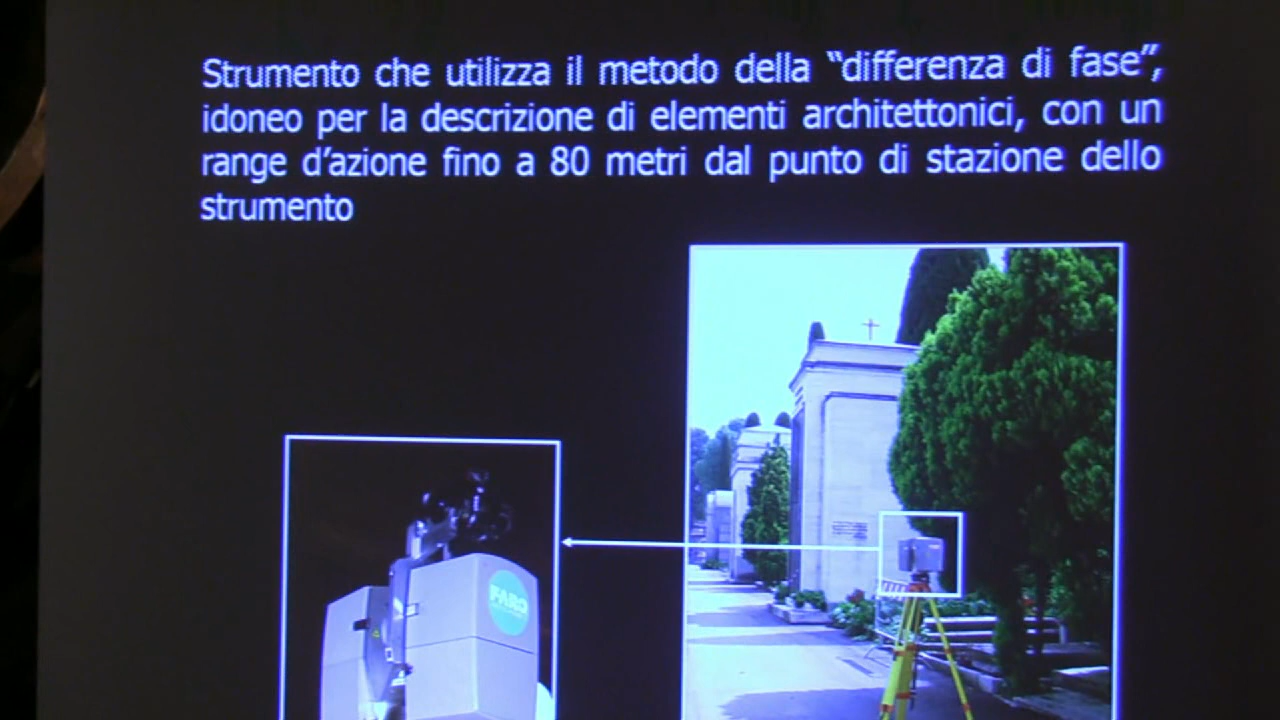 Strumento che utilizza il metodo della “differenza di fase”,
idoneo per la descrizione di elementi architettonici, con un
range d’azione fino a 80 metri dal punto di stazione dello
strumento
FARO